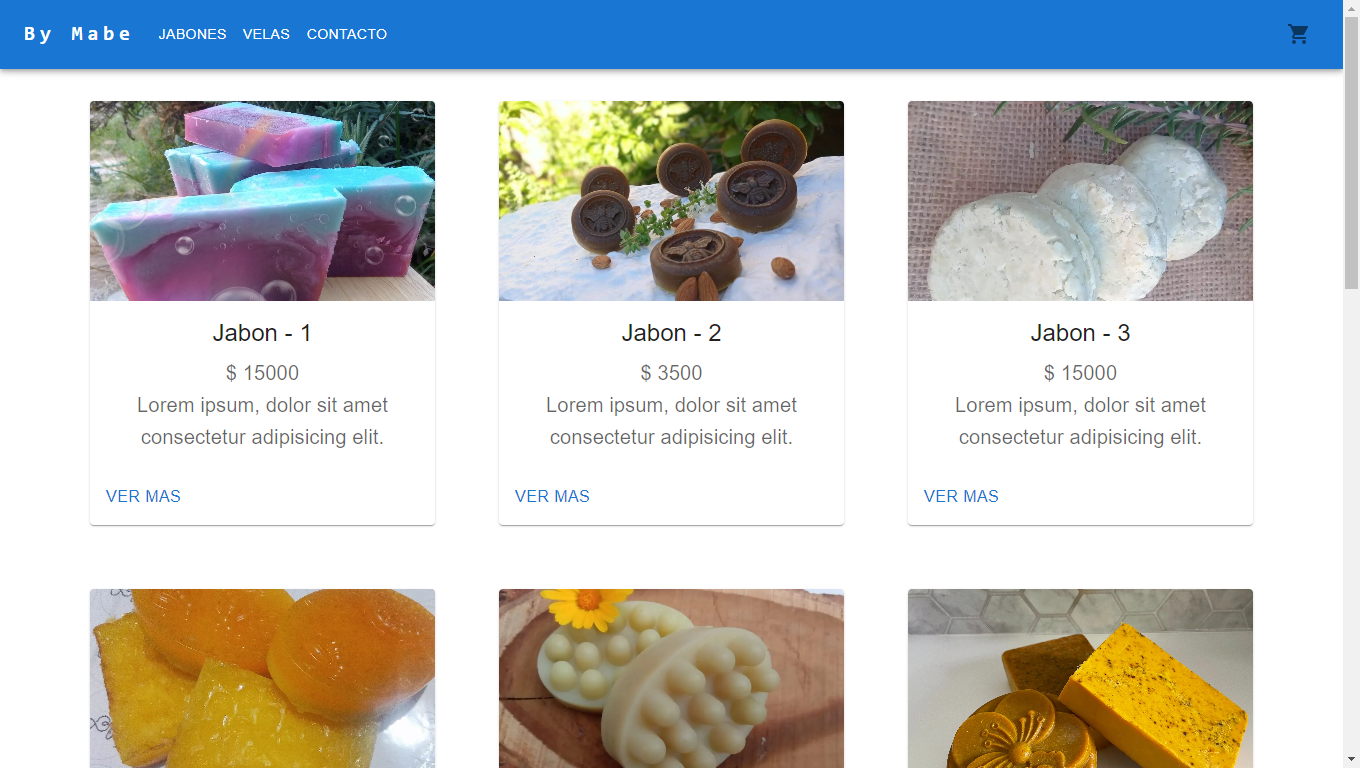 By Mabe JABONES VELAS CONTACTO
Jabon - 1
$ 15000
Lorem ipsum, dolor sit amet
consectetur adipisicing elit.
VER MAS
Jabon - 2
$ 3500
Lorem ipsum, dolor sit amet
consectetur adipisicing elit.
VER MAS
Jabon - 3
$ 15000
Lorem ipsum, dolor sit amet
consectetur adipisicing elit.
VER MAS